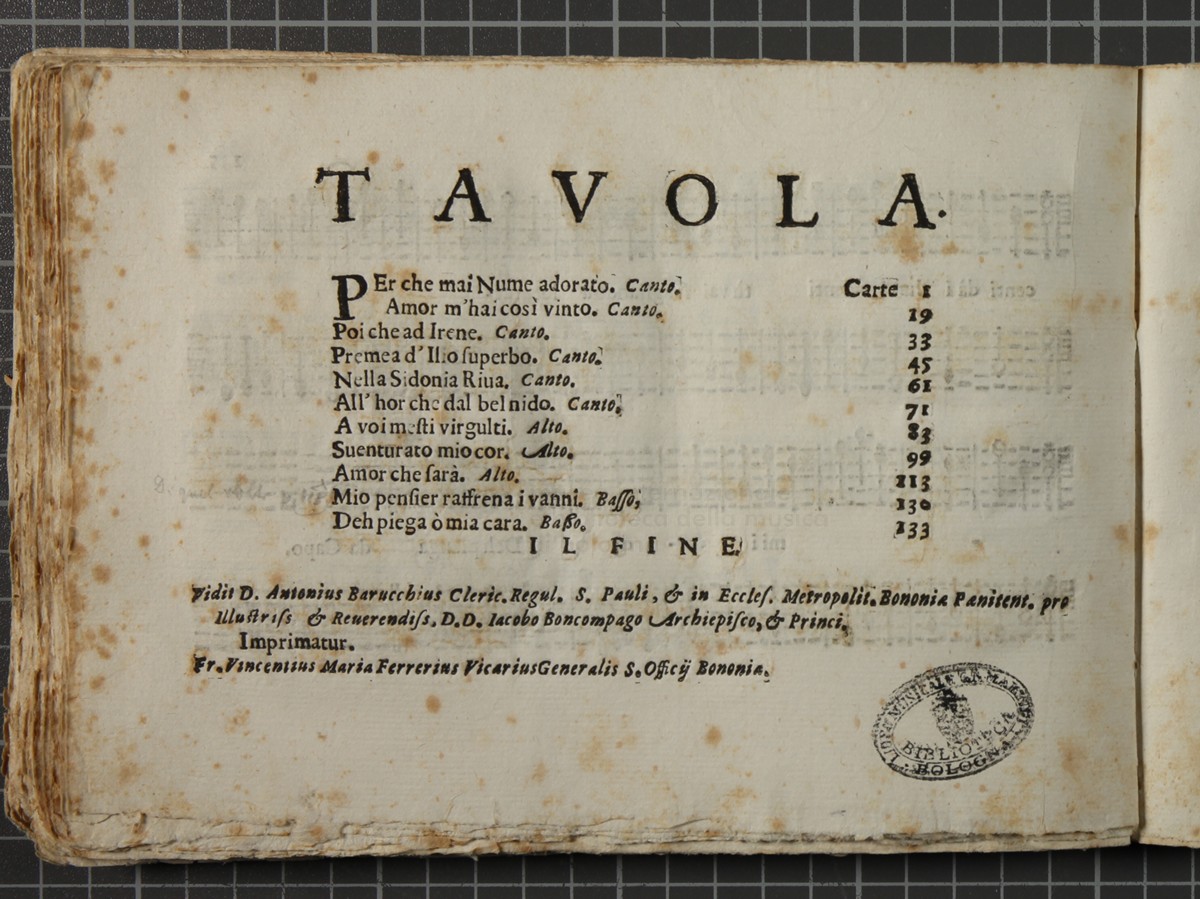 TAVOLA.
PEr che mai Nume adorato. Canto. Carte 1
Amor m'hai così vinto. Canto. 19
Poi che ad Irene. Canto. 33
Premea d'Ilio superbo. Canto. 45
Nella Sidonia Riua. Canto. 61
All' hor che dal bel nido. Canto. 71
A voi mesti virgulti. Alto. 83
Suenturato mio cor. Alto. 99
Amor che sarà. Alto. 113
Mio pensier raffrena i vanni. Basso, 130
Deh piega ò mia cara. Basso. 133
IL FINE
Vidit D. Antonius Barucchius Cleric. Regul. S. Pauli, & in Eccles. Metropolit. Bononiæ Pænitent. pro
Illustriss & Reuerendiss. D. D. Iacobo Boncompago Archiepisco, & Princi.
Imprimatur.
Fr. Vincentius Maria Ferrerius Vicarius Generalis S. Officij Bononiæ.
LICEO MUSICALE
BIBLIOTECA
BOLOGNA